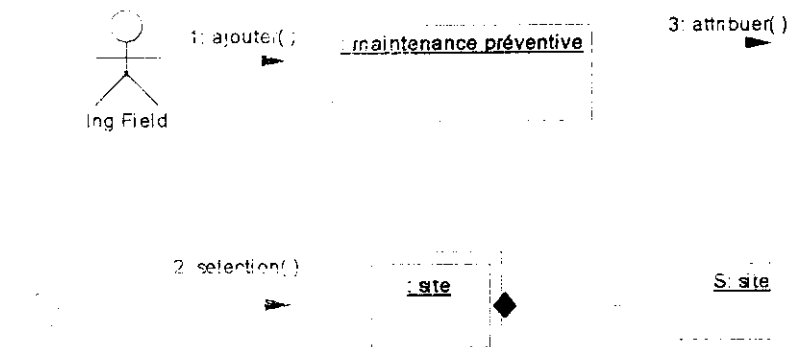 1: ajouter( )
: maintenance préventive
3: attribuer( )
Ing Field
2: selection( )
: site
S: site